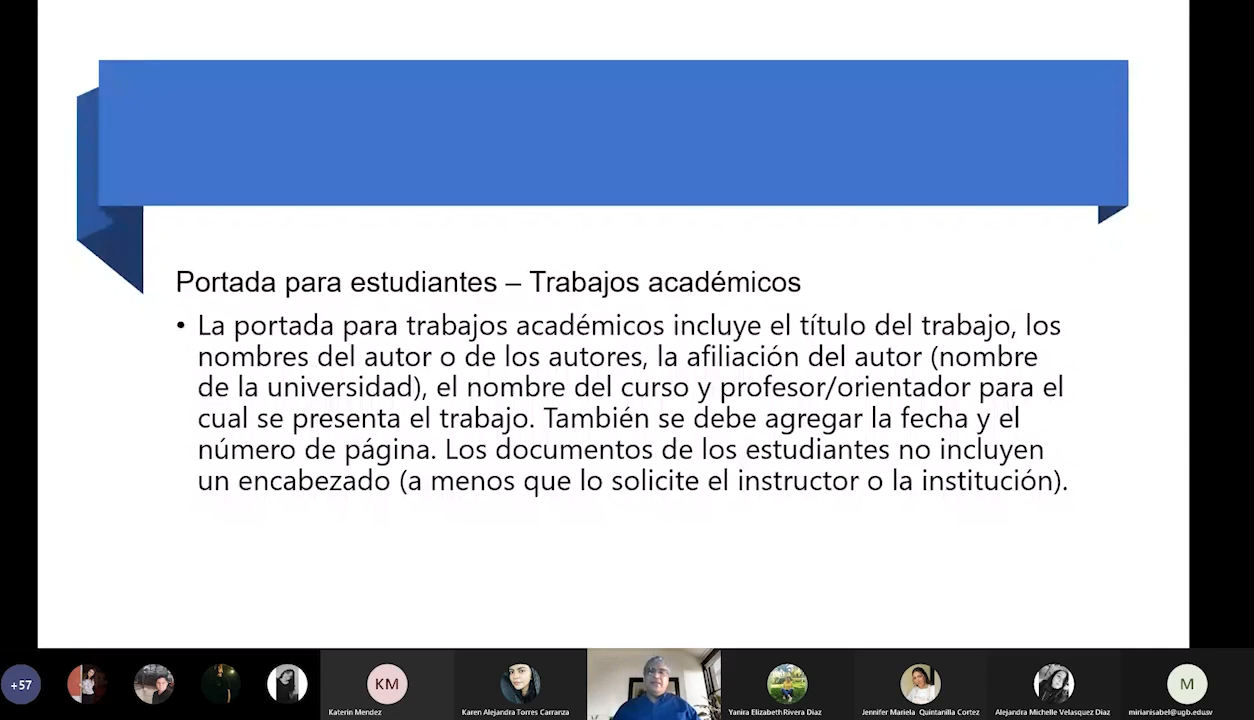 Portada para estudiantes – Trabajos académicos
• La portada para trabajos académicos incluye el título del trabajo, los
nombres del autor o de los autores, la afiliación del autor (nombre
de la universidad), el nombre del curso y profesor/orientador para el
cual se presenta el trabajo. También se debe agregar la fecha y el
número de página. Los documentos de los estudiantes no incluyen
un encabezado (a menos que lo solicite el instructor o la institución).
+57
KM
M
Katerin Mendez
Karen Alejandra Torres Carranza
Yanira Elizabeth Rivera Diaz
Jennifer Mariela Quintanilla Cortez
Alejandra Michelle Velasquez Diaz
miriarisabel@ugb.edu.sv